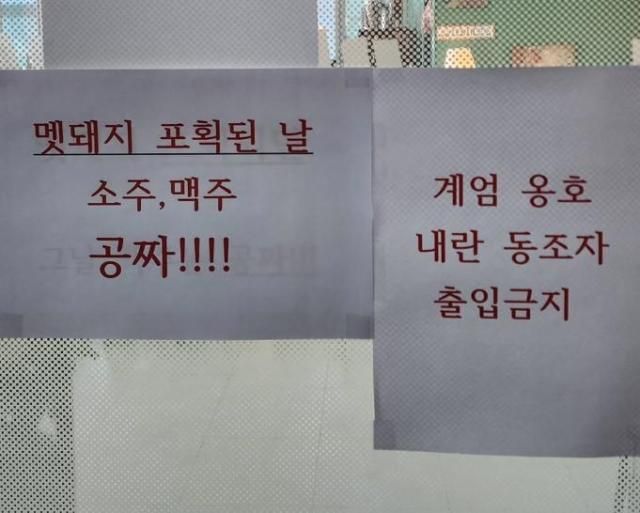 멧돼지 포획된 날
소주,맥주
공짜!!!!
계엄 옹호
내란 동조자
출입금지